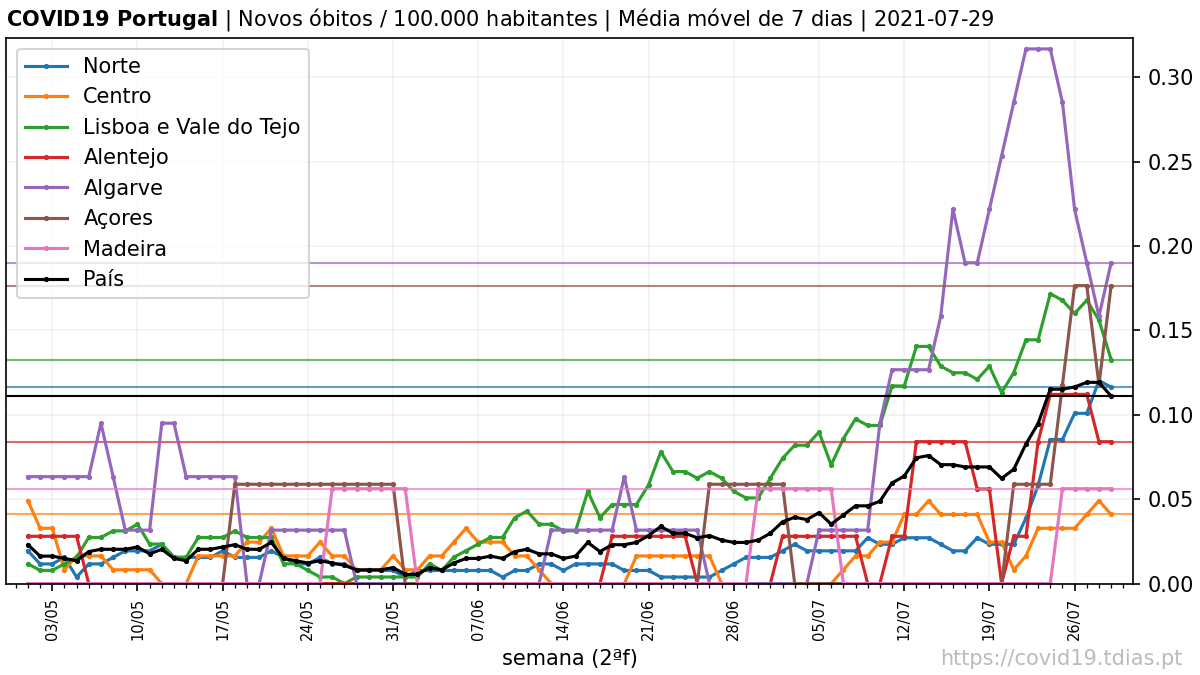 COVID19 Portugal | Novos óbitos / 100.000 habitantes | Média móvel de 7 dias | 2021-07-29
Norte
Centro
Lisboa e Vale do Tejo
Alentejo
Algarve
Açores
Madeira
País
0.30
0.25
0.20
0.15
0.10
0.05
0.00
03/05
10/05
17/05
24/05
31/05
07/06
14/06
21/06
28/06
05/07
12/07
19/07
26/07
semana (2ªf)
https://covid19.tdias.pt